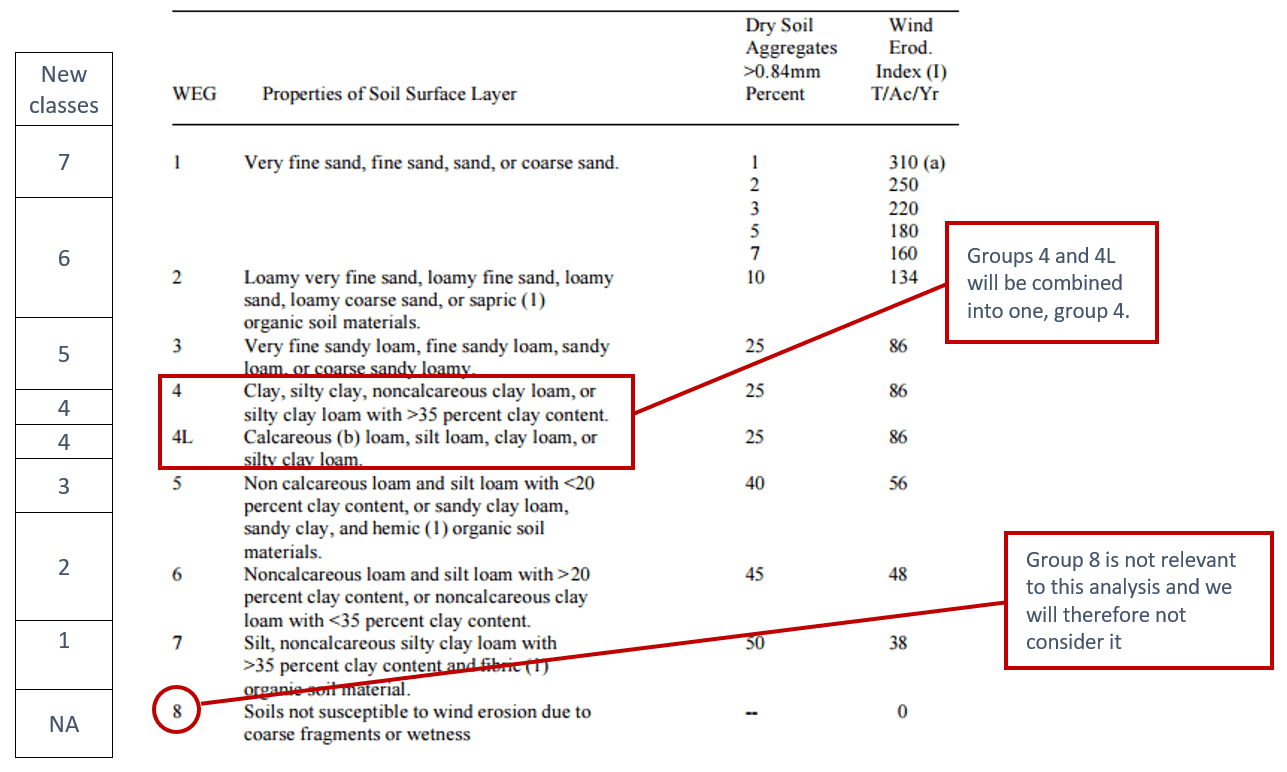 New
classes
7
6
5
4
4
3
2
1
NA
Dry Soil Wind
Aggregates Erod.
>0.84mm Index (I)
WEG Properties of Soil Surface Layer Percent T/Ac/Yr
1 Very fine sand, fine sand, sand, or coarse sand. 1 310 (a)
2 250
3 220
5 180
7 160
2 Loamy very fine sand, loamy fine sand, loamy 10 134
sand, loamy coarse sand, or sapric (1)
organic soil materials.
3 Very fine sandy loam, fine sandy loam, sandy 25 86
loam, or coarse sandy loamy.
4 Clay, silty clay, noncalcareous clay loam, or 25 86
silty clay loam with >35 percent clay content.
4L Calcareous (b) loam, silt loam, clay loam, or 25 86
silty clay loam.
5 Non calcareous loam and silt loam with <20 40 56
percent clay content, or sandy clay loam,
sandy clay, and hemic (1) organic soil
materials.
6 Noncalcareous loam and silt loam with >20 45 48
percent clay content, or noncalcareous clay
loam with <35 percent clay content.
7 Silt, noncalcareous silty clay loam with 50 38
>35 percent clay content and fibric (1)
organic soil material.
8 Soils not susceptible to wind erosion due to -- 0
coarse fragments or wetness
Groups 4 and 4L
will be combined
into one, group 4.
Group 8 is not relevant
to this analysis and we
will therefore not
consider it